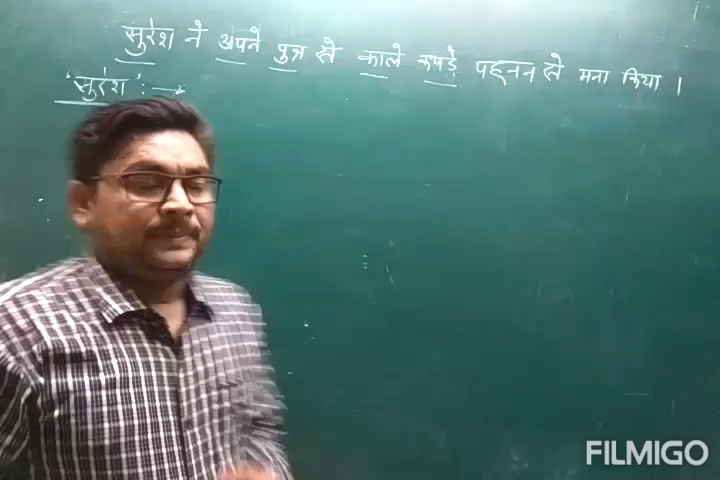 सुरेश ने अपने पुत्र से काले कपड़े पहनने से मना किया ।
'सुरेश' :→
FILMIGO